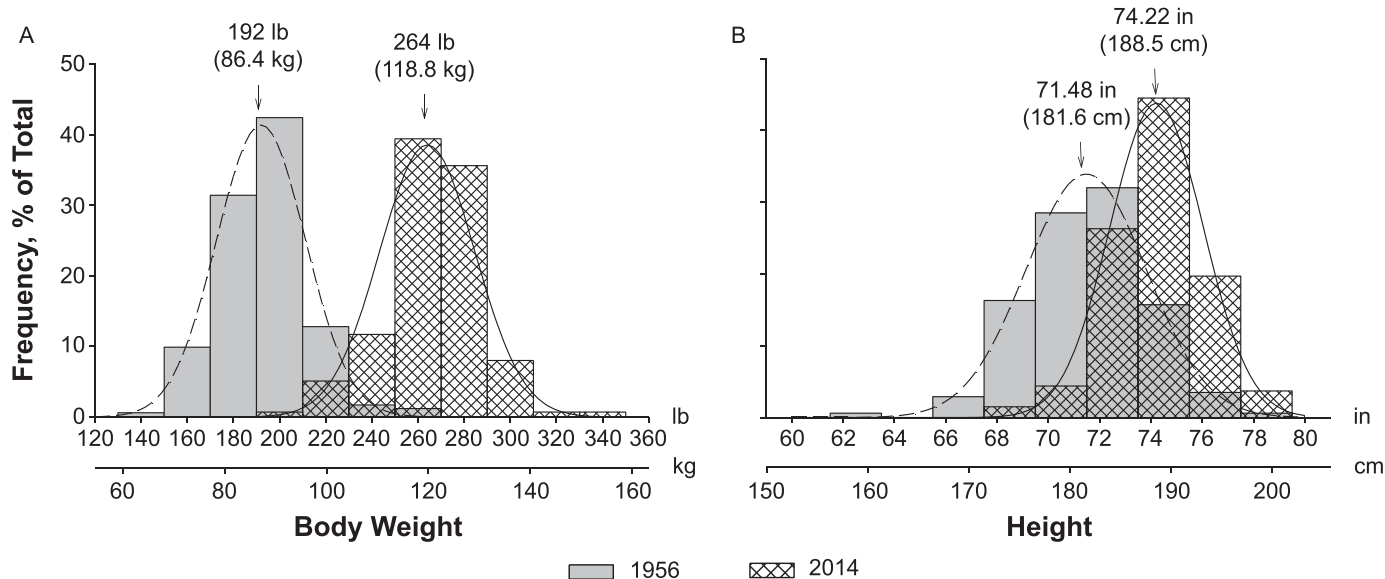 A
192 lb
(86.4 kg)
264 lb
(118.8 kg)
Frequency, % of Total
50
40
30
20
10
0
120 140 160 180 200 220 240 260 280 300 320 340 360 lb
60 80 100 120 140 160 kg
Body Weight
B
74.22 in
(188.5 cm)
71.48 in
(181.6 cm)
60 62 64 66 68 70 72 74 76 78 80 in
150 160 170 180 190 200 cm
Height
1956 2014